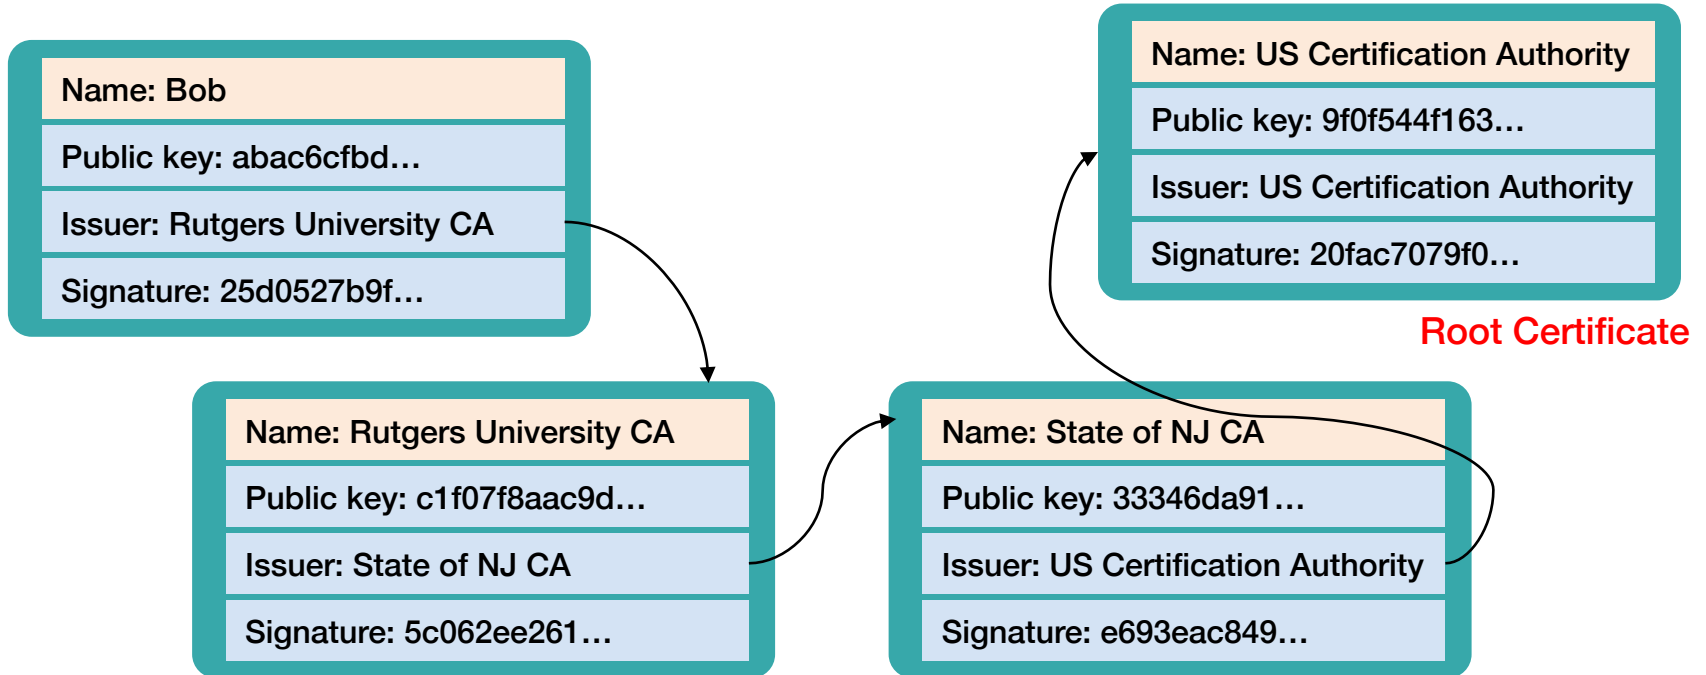 Name: Bob
Public key: abac6cfbd...
Issuer: Rutgers University CA
Signature: 25d0527b9f...
Name: Rutgers University CA
Public key: c1f07f8aac9d...
Issuer: State of NJ CA
Signature: 5c062ee261...
Name: State of NJ CA
Public key: 33346da91...
Issuer: US Certification Authority
Signature: e693eac849...
Name: US Certification Authority
Public key: 9f0f544f163...
Issuer: US Certification Authority
Signature: 20fac7079f0...
Root Certificate